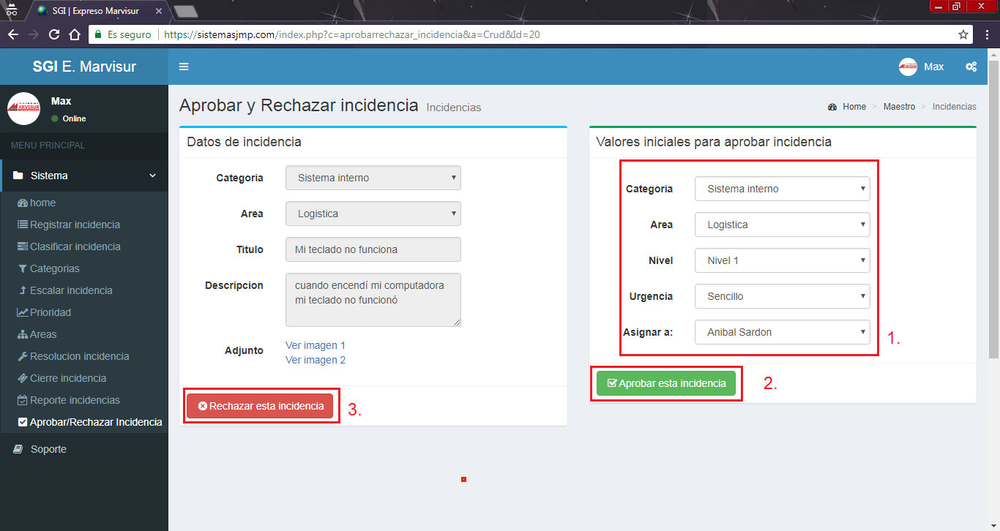 SGI | Expreso Marvisur
Es seguro
https://sistemasjmp.com/index.php?c=aprobarrechazar_incidencia&a=Crud&Id=20
SGI E. Marvisur
Max
Max
Online
MENU PRINCIPAL
Sistema
home
Registrar incidencia
Clasificar incidencia
Categorias
Escalar incidencia
Prioridad
Areas
Resolucion incidencia
Cierre incidencia
Reporte incidencias
Aprobar/Rechazar Incidencia
Soporte
Aprobar y Rechazar incidencia Incidencias
Home > Maestro > Incidencias
Datos de incidencia
Categoria Sistema interno
Area Logistica
Titulo Mi teclado no funciona
Descripcion cuando encendí mi computadora
mi teclado no funcionó
Adjunto Ver imagen 1
Ver imagen 2
Rechazar esta incidencia 3.
Valores iniciales para aprobar incidencia
Categoria Sistema interno
Area Logistica
Nivel Nivel 1
Urgencia Sencillo
Asignar a: Anibal Sardon
1.
Aprobar esta incidencia 2.